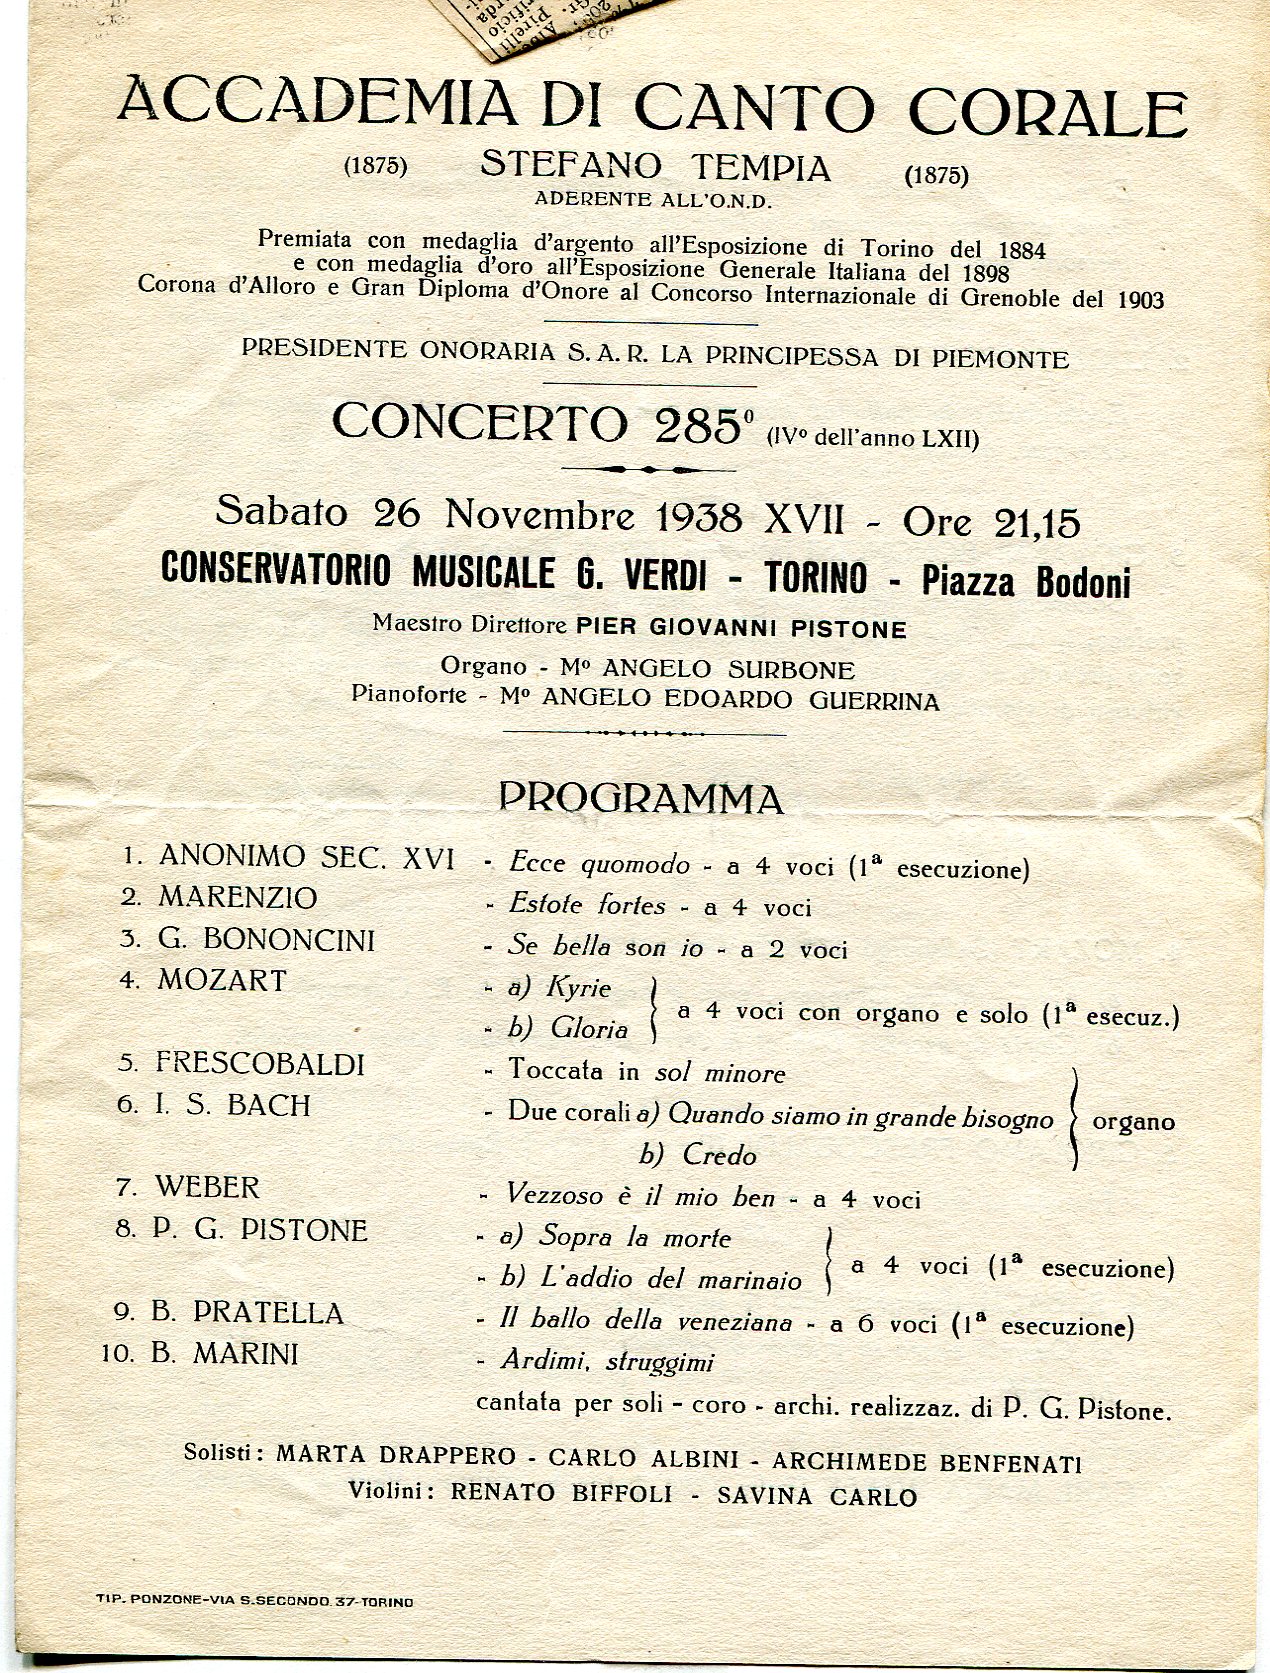 ACCADEMIA DI CANTO CORALE
(1875) STEFANO TEMPIA (1875)
ADERENTE ALL'O.N.D.
Premiata con medaglia d'argento all'Esposizione di Torino del 1884
e con medaglia d'oro all'Esposizione Generale Italiana del 1898
Corona d'Alloro e Gran Diploma d'Onore al Concorso Internazionale di Grenoble del 1903
PRESIDENTE ONORARIA S. A. R. LA PRINCIPESSA DI PIEMONTE
CONCERTO 285º (IVº dell'anno LXII)
Sabato 26 Novembre 1938 XVII - Ore 21,15
CONSERVATORIO MUSICALE G. VERDI - TORINO - Piazza Bodoni
Maestro Direttore PIER GIOVANNI PISTONE
Organo - Mº ANGELO SURBONE
Pianoforte - Mº ANGELO EDOARDO GUERRINA
PROGRAMMA
1. ANONIMO SEC. XVI - Ecce quomodo - a 4 voci (1ª esecuzione)
2. MARENZIO - Estote fortes - a 4 voci
3. G. BONONCINI - Se bella son io - a 2 voci
4. MOZART - a) Kyrie
- b) Gloria } a 4 voci con organo e solo (1ª esecuz.)
5. FRESCOBALDI - Toccata in sol minore
6. I. S. BACH - Due corali a) Quando siamo in grande bisogno } organo
b) Credo
7. WEBER - Vezzoso è il mio ben - a 4 voci
8. P. G. PISTONE - a) Sopra la morte
- b) L'addio del marinaio } a 4 voci (1ª esecuzione)
9. B. PRATELLA - Il ballo della veneziana - a 6 voci (1ª esecuzione)
10. B. MARINI - Ardimi, struggimi
cantata per soli - coro - archi. realizzaz. di P. G. Pistone.
Solisti: MARTA DRAPPERO - CARLO ALBINI - ARCHIMEDE BENFENATI
Violini: RENATO BIFFOLI - SAVINA CARLO
TIP. PONZONE-VIA S.SECONDO. 37-TORINO